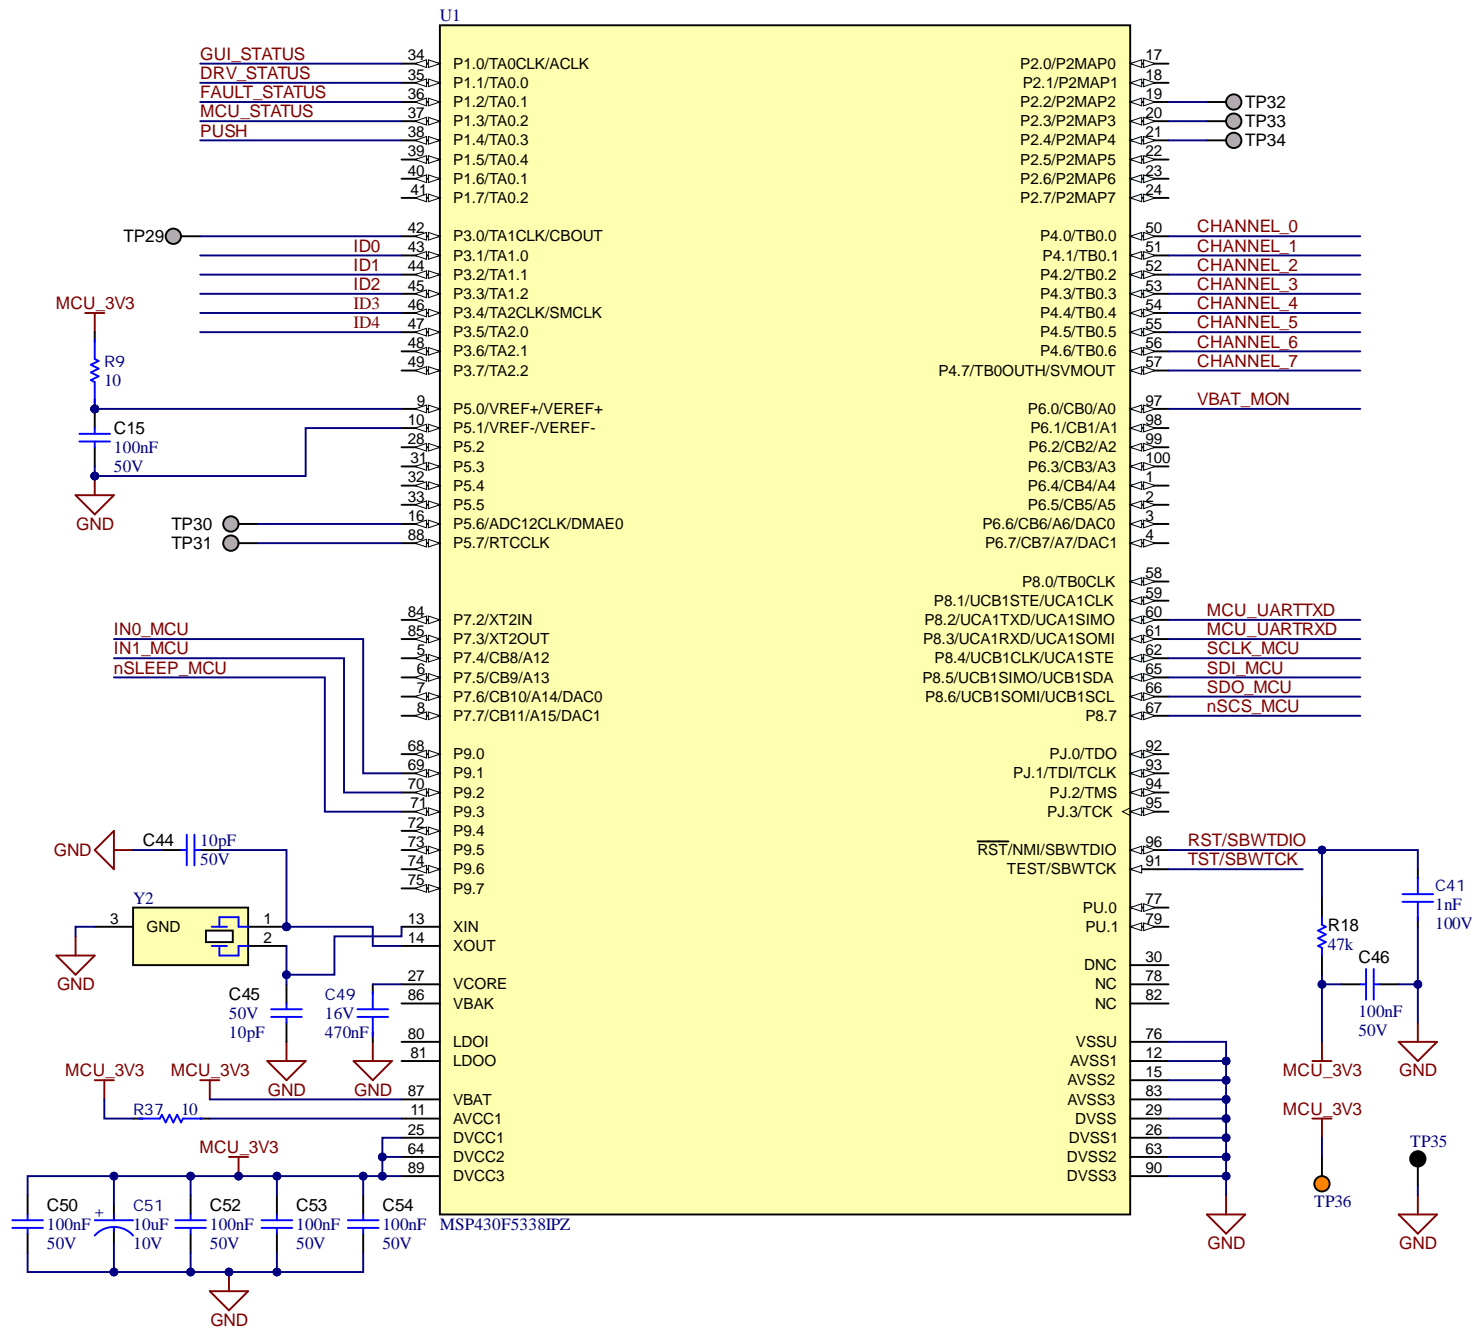 U1
GUI_STATUS 34 P1.0/TA0CLK/ACLK P2.0/P2MAP0 17
DRV_STATUS 35 P1.1/TA0.0 P2.1/P2MAP1 18
FAULT_STATUS 36 P1.2/TA0.1 P2.2/P2MAP2 19 TP32
MCU_STATUS 37 P1.3/TA0.2 P2.3/P2MAP3 20 TP33
PUSH 38 P1.4/TA0.3 P2.4/P2MAP4 21 TP34
39 P1.5/TA0.4 P2.5/P2MAP5 22
40 P1.6/TA0.1 P2.6/P2MAP6 23
41 P1.7/TA0.2 P2.7/P2MAP7 24
TP29 42 P3.0/TA1CLK/CBOUT P4.0/TB0.0 50 CHANNEL_0
ID0 43 P3.1/TA1.0 P4.1/TB0.1 51 CHANNEL_1
ID1 44 P3.2/TA1.1 P4.2/TB0.2 52 CHANNEL_2
ID2 45 P3.3/TA1.2 P4.3/TB0.3 53 CHANNEL_3
MCU_3V3 ID3 46 P3.4/TA2CLK/SMCLK P4.4/TB0.4 54 CHANNEL_4
ID4 47 P3.5/TA2.0 P4.5/TB0.5 55 CHANNEL_5
48 P3.6/TA2.1 P4.6/TB0.6 56 CHANNEL_6
R9 49 P3.7/TA2.2 P4.7/TB0OUTH/SVMOUT 57 CHANNEL_7
10
9 P5.0/VREF+/VEREF+ P6.0/CB0/A0 97 VBAT_MON
C15 10 P5.1/VREF-/VEREF- P6.1/CB1/A1 98
100nF 28 P5.2 P6.2/CB2/A2 99
50V 31 P5.3 P6.3/CB3/A3 100
32 P5.4 P6.4/CB4/A4 1
33 P5.5 P6.5/CB5/A5 2
GND TP30 16 P5.6/ADC12CLK/DMAE0 P6.6/CB6/A6/DAC0 3
TP31 88 P5.7/RTCCLK P6.7/CB7/A7/DAC1 4
P8.0/TB0CLK 58
P8.1/UCB1STE/UCA1CLK 59
84 P7.2/XT2IN P8.2/UCA1TXD/UCA1SIMO 60 MCU_UARTTXD
IN0_MCU 85 P7.3/XT2OUT P8.3/UCA1RXD/UCA1SOMI 61 MCU_UARTRXD
IN1_MCU 5 P7.4/CB8/A12 P8.4/UCB1CLK/UCA1STE 62 SCLK_MCU
nSLEEP_MCU 6 P7.5/CB9/A13 P8.5/UCB1SIMO/UCB1SDA 65 SDI_MCU
7 P7.6/CB10/A14/DAC0 P8.6/UCB1SOMI/UCB1SCL 66 SDO_MCU
8 P7.7/CB11/A15/DAC1 P8.7 67 nSCS_MCU
68 P9.0 PJ.0/TDO 92
69 P9.1 PJ.1/TDI/TCLK 93
70 P9.2 PJ.2/TMS 94
71 P9.3 PJ.3/TCK 95
72 P9.4
GND C44 10pF 73 P9.5 RST/NMI/SBWTDIO 96 RST/SBWTDIO
50V 74 P9.6 TEST/SBWTCK 91 TST/SBWTCK
75 P9.7 C41
Y2 PU.0 77 1nF
3 GND 1 13 XIN PU.1 79 R18 100V
2 14 XOUT 47k
DNC 30 C46
GND 27 VCORE NC 78
C45 C49 86 VBAK NC 82
50V 16V 100nF
10pF 470nF 80 LDOI VSSU 76 50V
81 LDOO AVSS1 12
MCU_3V3 MCU_3V3 GND GND AVSS2 15 MCU_3V3 GND
87 VBAT AVSS3 83
R37 10 11 AVCC1 DVSS 29 MCU_3V3
25 DVCC1 DVSS1 26
MCU_3V3 64 DVCC2 DVSS2 63 TP35
89 DVCC3 DVSS3 90
C50 + C51 C52 C53 C54 TP36
100nF 10uF 100nF 100nF 100nF MSP430F5338IPZ
50V 10V 50V 50V 50V GND GND
GND